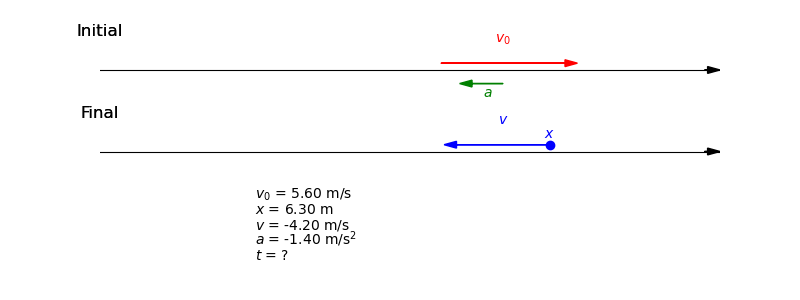 Initial
v₀
a
Final
v
x
v₀ = 5.60 m/s
x = 6.30 m
v = -4.20 m/s
a = -1.40 m/s²
t = ?